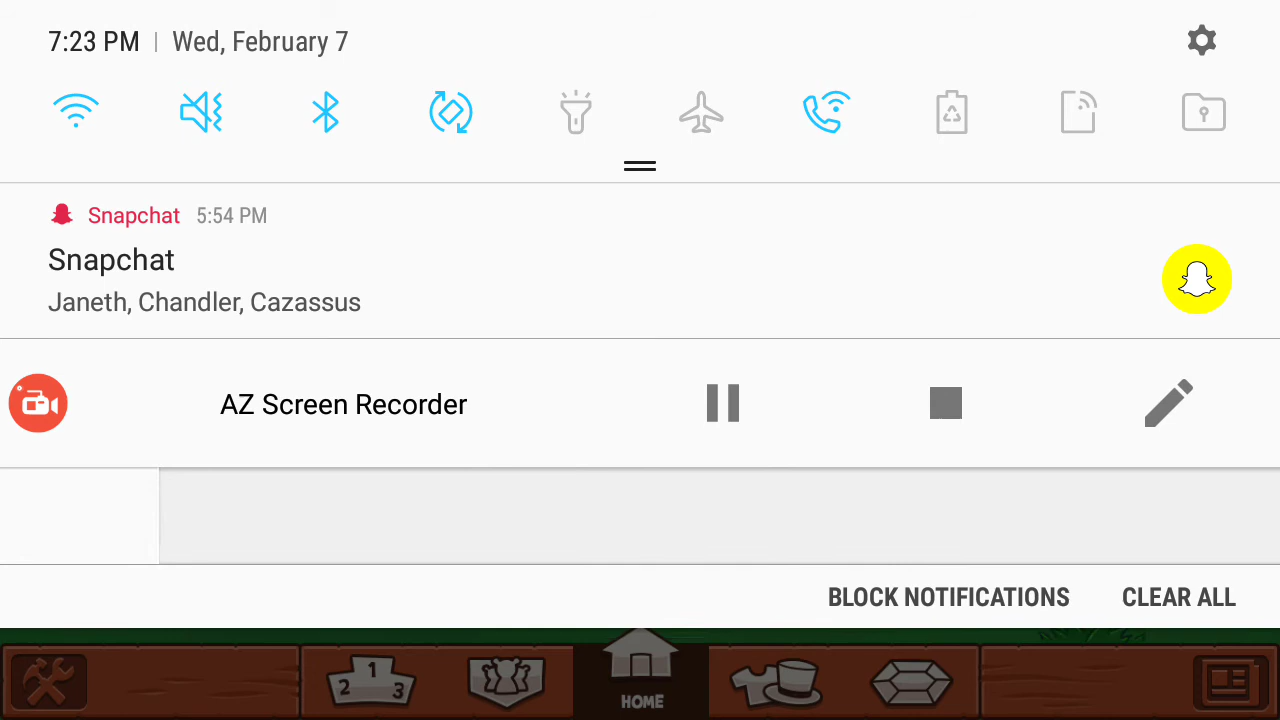 7:23 PM | Wed, February 7
Snapchat 5:54 PM
Snapchat
Janeth, Chandler, Cazassus
AZ Screen Recorder
BLOCK NOTIFICATIONS CLEAR ALL
1
2 3
HOME